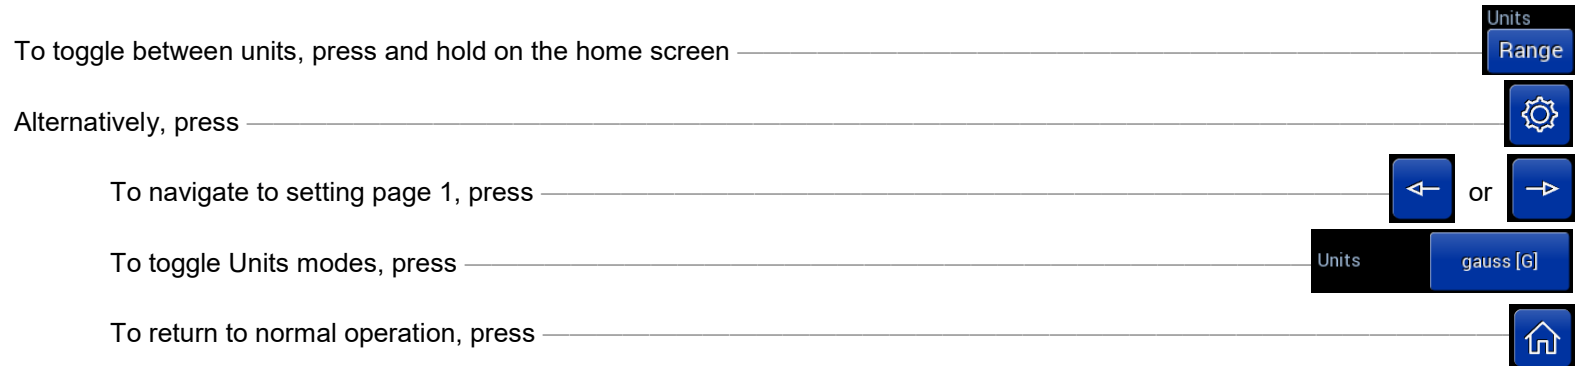 Units
To toggle between units, press and hold on the home screen Range
Alternatively, press
To navigate to setting page 1, press or
To toggle Units modes, press Units gauss [G]
To return to normal operation, press